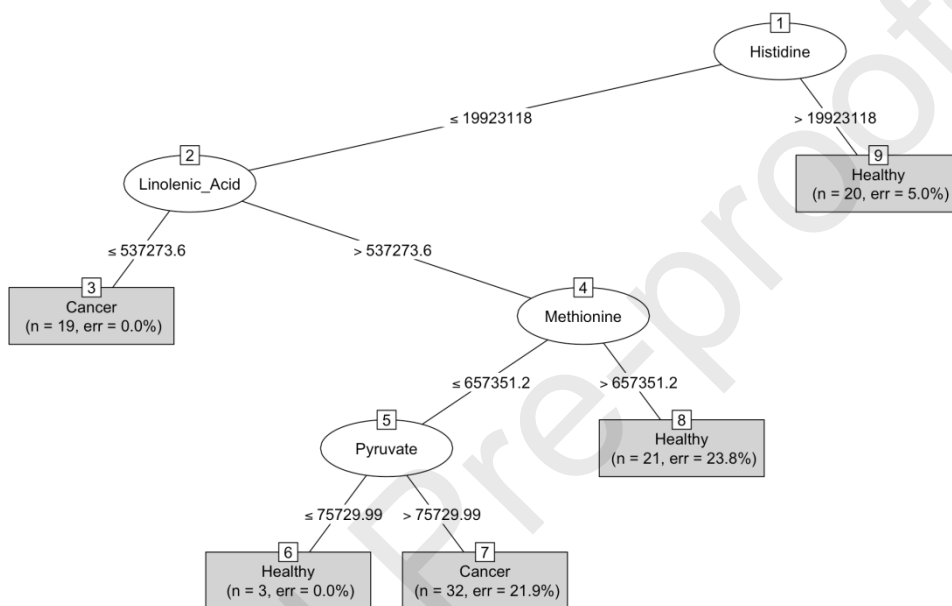 1
Histidine
≤ 19923118
> 19923118
2
Linolenic_Acid
9
Healthy
(n = 20, err = 5.0%)
≤ 537273.6
> 537273.6
3
Cancer
(n = 19, err = 0.0%)
4
Methionine
≤ 657351.2
> 657351.2
5
Pyruvate
8
Healthy
(n = 21, err = 23.8%)
≤ 75729.99
> 75729.99
6
Healthy
(n = 3, err = 0.0%)
7
Cancer
(n = 32, err = 21.9%)
Pre-proof